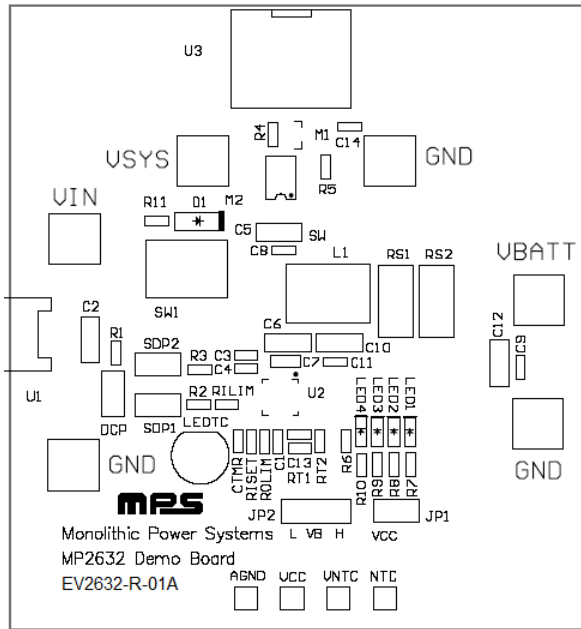 U3
R4
M1
C14
VSYS
R5
GND
VIN
R11
D1
M2
C5
SW
C8
L1
RS1
RS2
VBATT
SW1
C2
R1
SDP2
C6
C10
C12
C9
R3
C3
C4
C7
C11
U1
DCP
SDP1
R2
RILIM
U2
LED4
LED3
LED2
LED1
LEDTC
GND
GND
CTMR
RISET
ROLIM
C1
C13
RT1
RT2
R6
R10
R9
R8
R7
MPS
JP2
JP1
L VB H
VCC
Monolithic Power Systems
MP2632 Demo Board
EV2632-R-01A
AGND VCC VNTC NTC